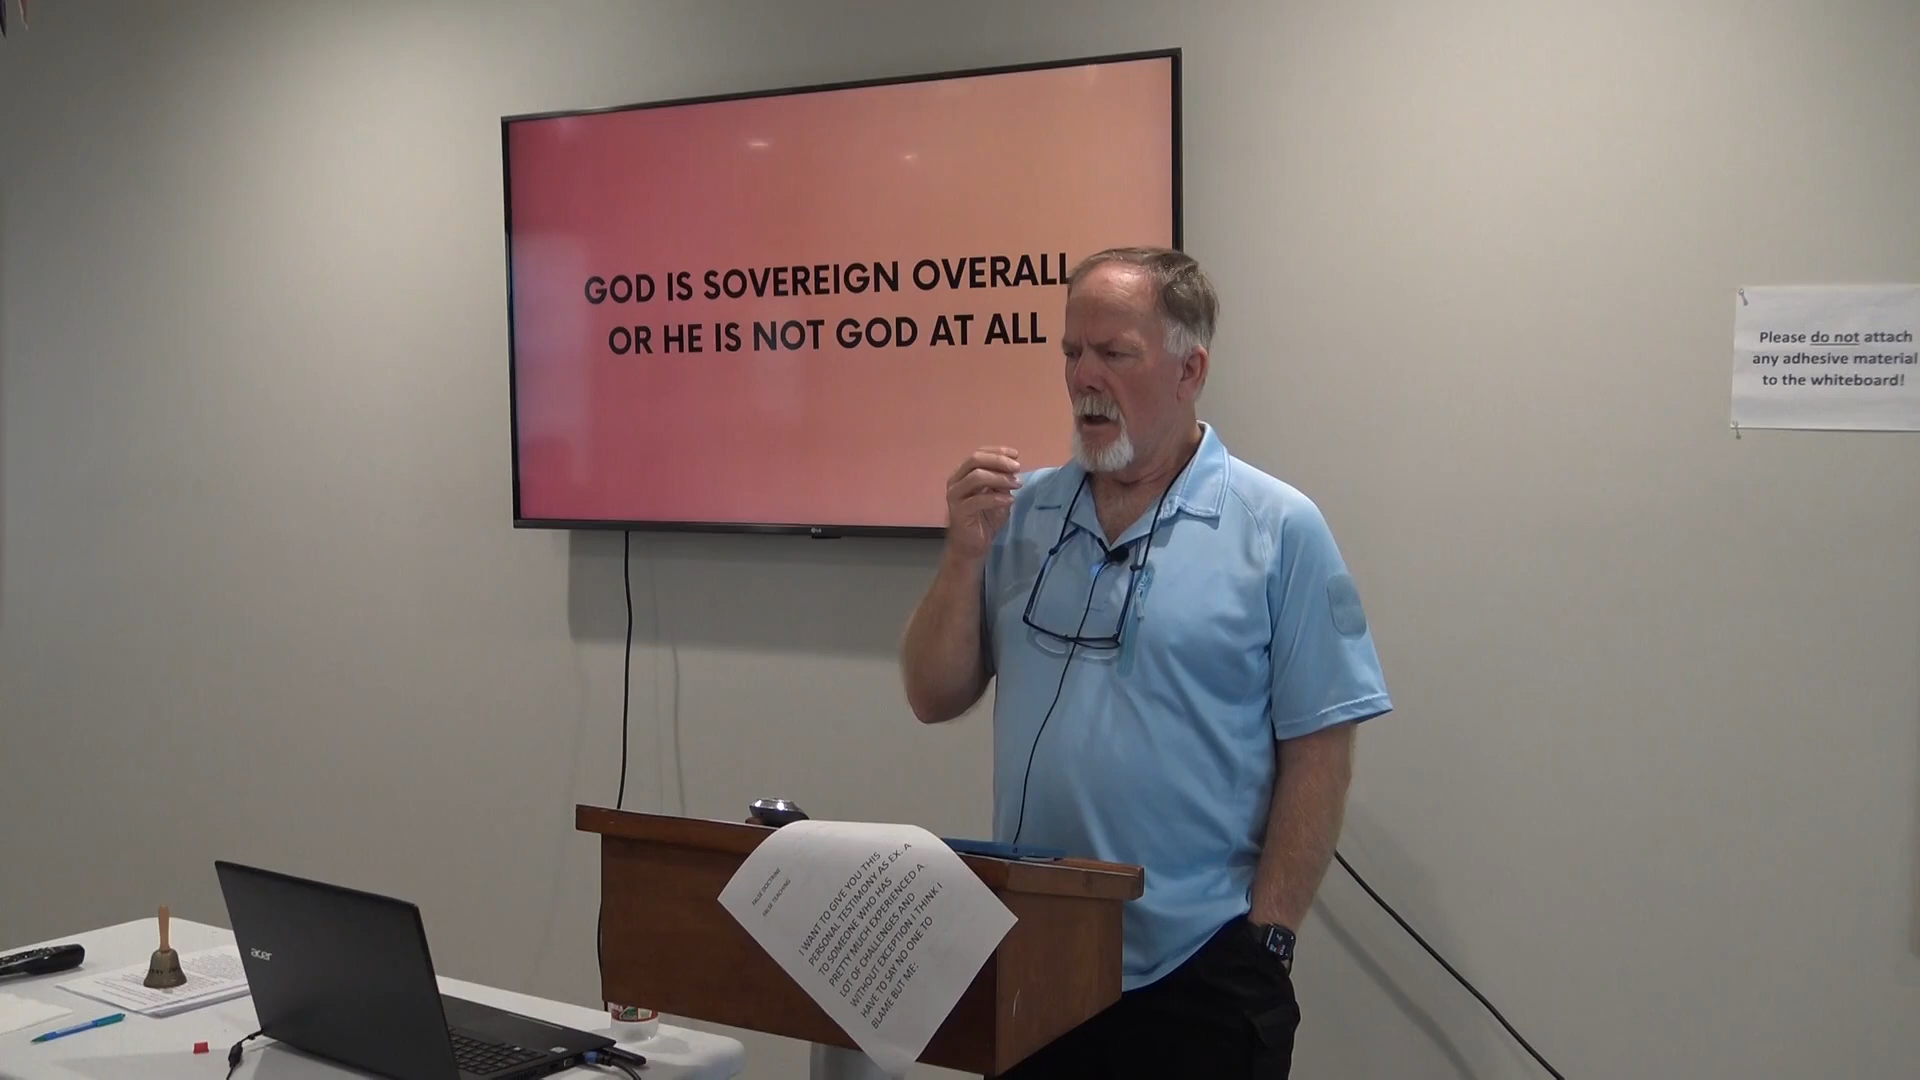 GOD IS SOVEREIGN OVERALL
OR HE IS NOT GOD AT ALL
Please do not attach
any adhesive material
to the whiteboard!
FALSE DOCTRINE
FALSE TEACHING
I WANT TO GIVE YOU THIS
PERSONAL TESTIMONY AS EX: A
TO SOMEONE WHO HAS
PRETTY MUCH EXPERIENCED A
LOT OF CHALLENGES AND
WITHOUT EXCEPTION I THINK I
HAVE TO SAY NO ONE TO
BLAME BUT ME:
acer
LG